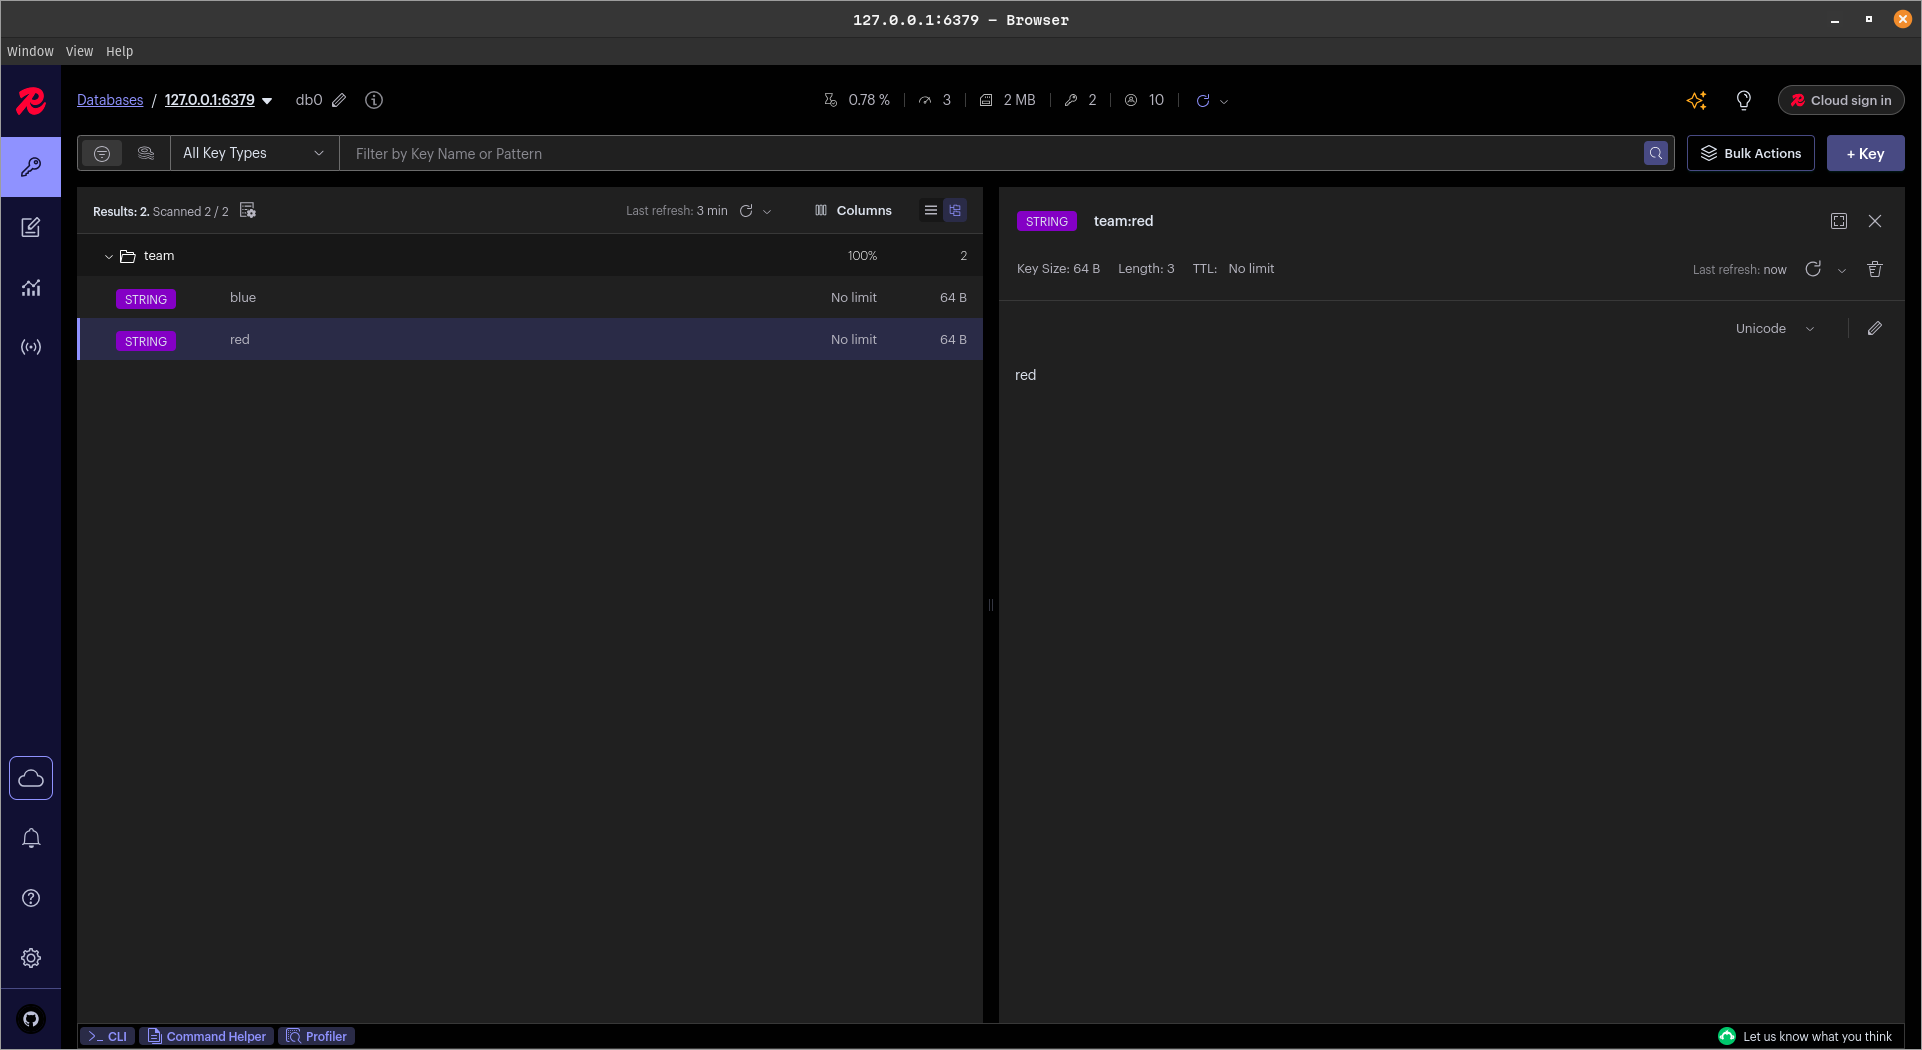 127.0.0.1:6379 – Browser
Window View Help
Databases / 127.0.0.1:6379 db0 0.78 % 3 2 MB 2 10 Cloud sign in
All Key Types Filter by Key Name or Pattern Bulk Actions + Key
Results: 2. Scanned 2 / 2 Last refresh: 3 min Columns
team 100% 2
STRING blue No limit 64 B
STRING red No limit 64 B
STRING team:red
Key Size: 64 B Length: 3 TTL: No limit Last refresh: now
Unicode
red
>_ CLI Command Helper Profiler Let us know what you think